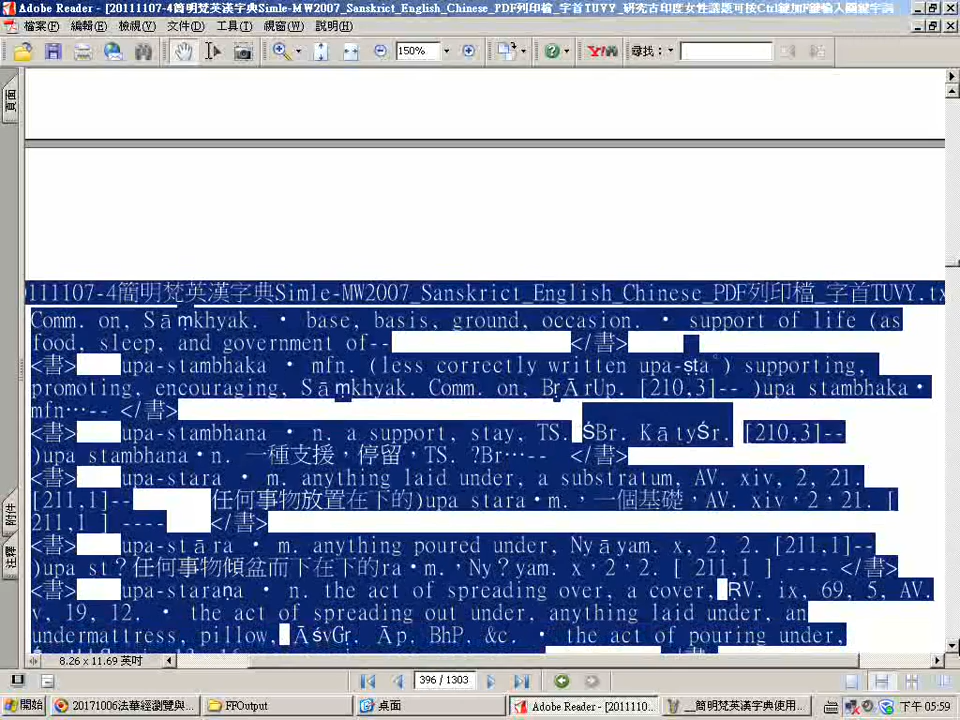 Adobe Reader - [20111107-4簡明梵英漢字典Simle-MW2007_Sanskrict_English_Chinese_PDF列印檔_字首TUVY_研究古印度女性議題可按Ctrl鍵加F鍵輸入關鍵字詞
檔案(F) 編輯(E) 檢視(V) 文件(D) 工具(T) 視窗(W) 說明(H)
150% Y! 尋找：
頁面
111107-4簡明梵英漢字典Simle-MW2007_Sanskrict_English_Chinese_PDF列印檔_字首TUVY.tx
Comm. on, Sāṃkhyak. • base, basis, ground, occasion. • support of life (as
food, sleep, and government of-- </書>
<書> upa-stambhaka • mfn. (less correctly written upa-ṣṭa°) supporting,
promoting, encouraging, Sāṃkhyak. Comm. on, BṛĀrUp. [210,3]-- )upa stambhaka•
mfn…-- </書>
<書> upa-stambhana • n. a support, stay, TS. ŚBr. KātyŚr. [210,3]--
)upa stambhana•n. 一種支援，停留，TS. ?Br…-- </書>
<書> upa-stara • m. anything laid under, a substratum, AV. xiv, 2, 21.
[211,1]-- 任何事物放置在下的)upa stara•m.，一個基礎，AV. xiv，2，21. [
211,1 ] ---- </書>
<書> upa-stāra • m. anything poured under, Nyāyam. x, 2, 2. [211,1]--
)upa st？任何事物傾盆而下在下的ra•m.，Ny？yam. x，2，2. [ 211,1 ] ---- </書>
<書> upa-staraṇa • n. the act of spreading over, a cover, RV. ix, 69, 5, AV.
v, 19, 12. • the act of spreading out under, anything laid under, an
undermattress, pillow, ĀśvGṛ. Āp. BhP. &c. • the act of pouring under,
附件
注釋
8.26 x 11.69 英吋
396 / 1303
開始 20171006法華經瀏覽與... FFOutput 桌面 Adobe Reader - [2011110... __簡明梵英漢字典使用... 下午 05:59